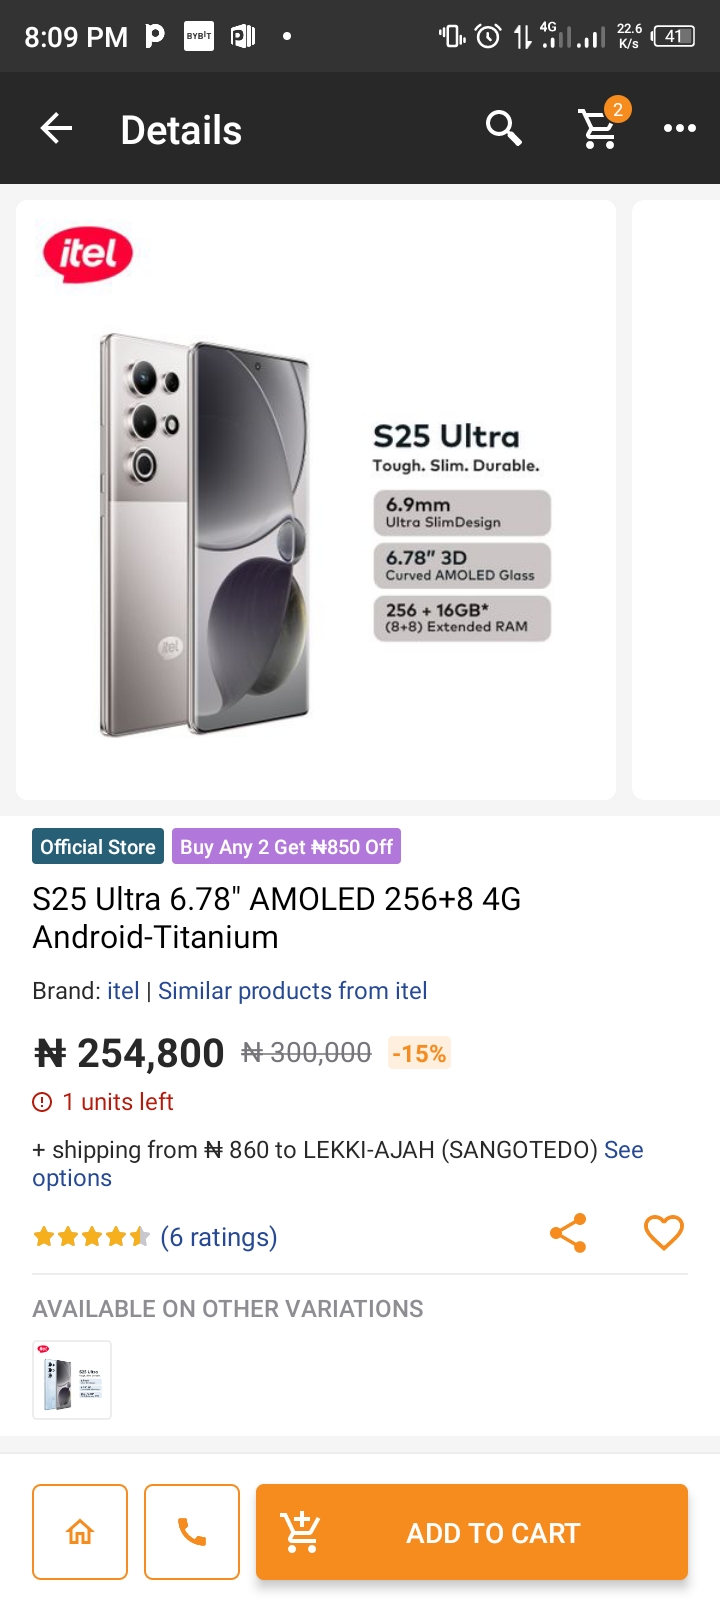 8:09 PM
BYBIT
4G
22.6
K/s
41
Details
2
itel
S25 Ultra
Tough. Slim. Durable.
6.9mm
Ultra SlimDesign
6.78" 3D
Curved AMOLED Glass
256 + 16GB*
(8+8) Extended RAM
itel
Official Store
Buy Any 2 Get ₦850 Off
S25 Ultra 6.78" AMOLED 256+8 4G
Android-Titanium
Brand: itel | Similar products from itel
₦ 254,800 ₦ 300,000 -15%
1 units left
+ shipping from ₦ 860 to LEKKI-AJAH (SANGOTEDO) See
options
(6 ratings)
AVAILABLE ON OTHER VARIATIONS
S25 Ultra
ADD TO CART